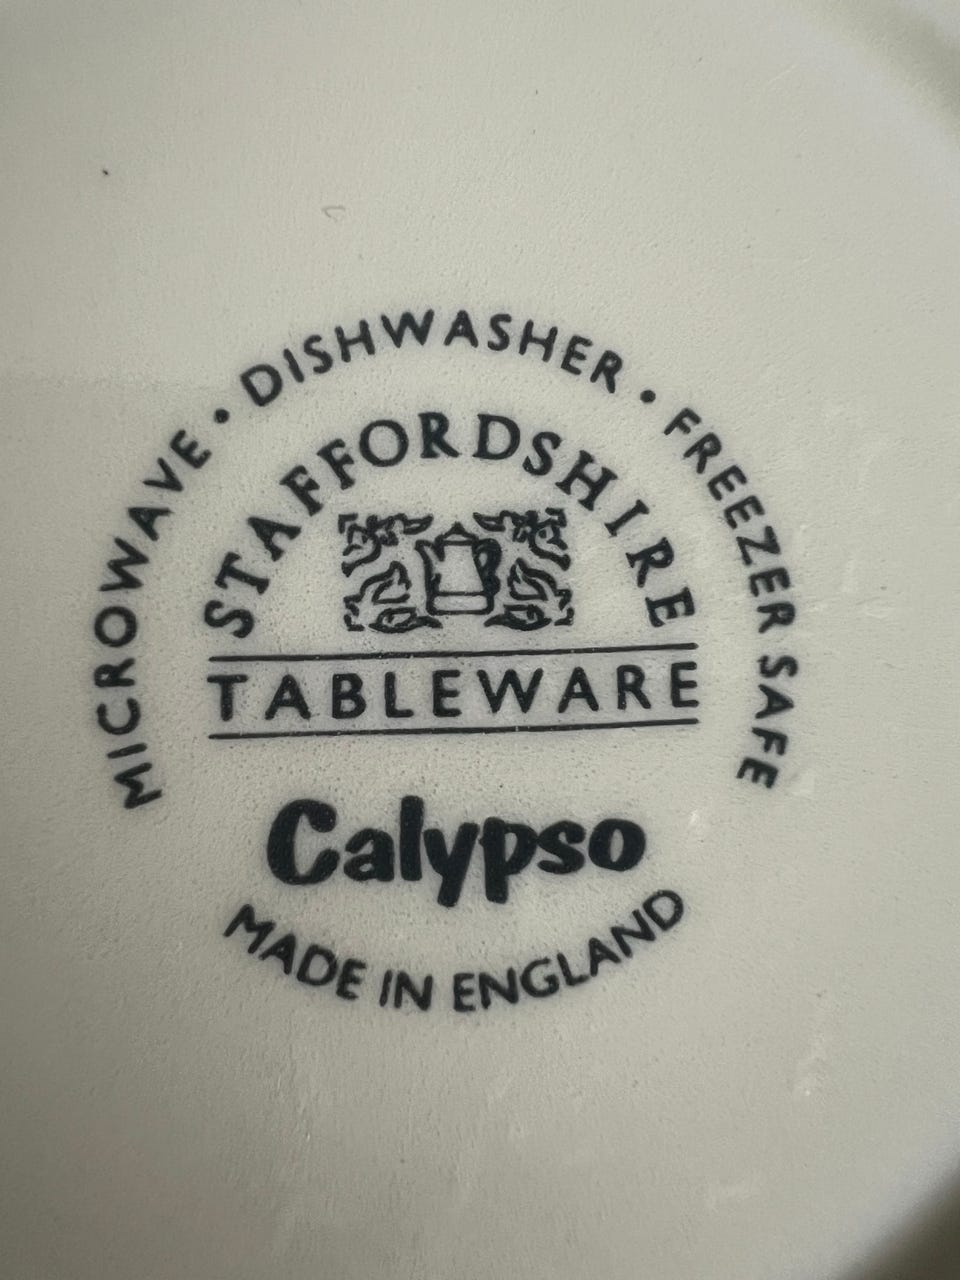 MICROWAVE • DISHWASHER • FREEZER SAFE
STAFFORDSHIRE
TABLEWARE
Calypso
MADE IN ENGLAND